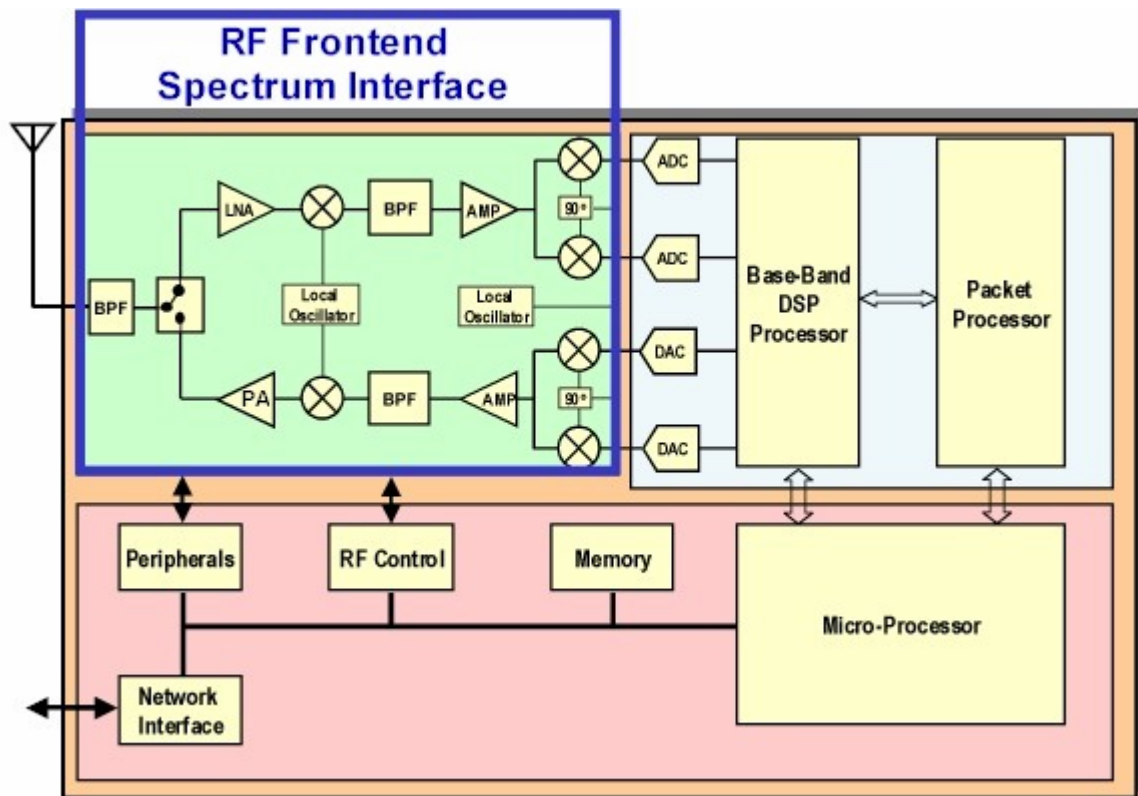 RF Frontend
Spectrum Interface
LNA
BPF
AMP
90°
ADC
ADC
BPF
Local
Oscillator
Local
Oscillator
Base-Band
DSP
Processor
Packet
Processor
PA
BPF
AMP
90°
DAC
DAC
Peripherals
RF Control
Memory
Micro-Processor
Network
Interface